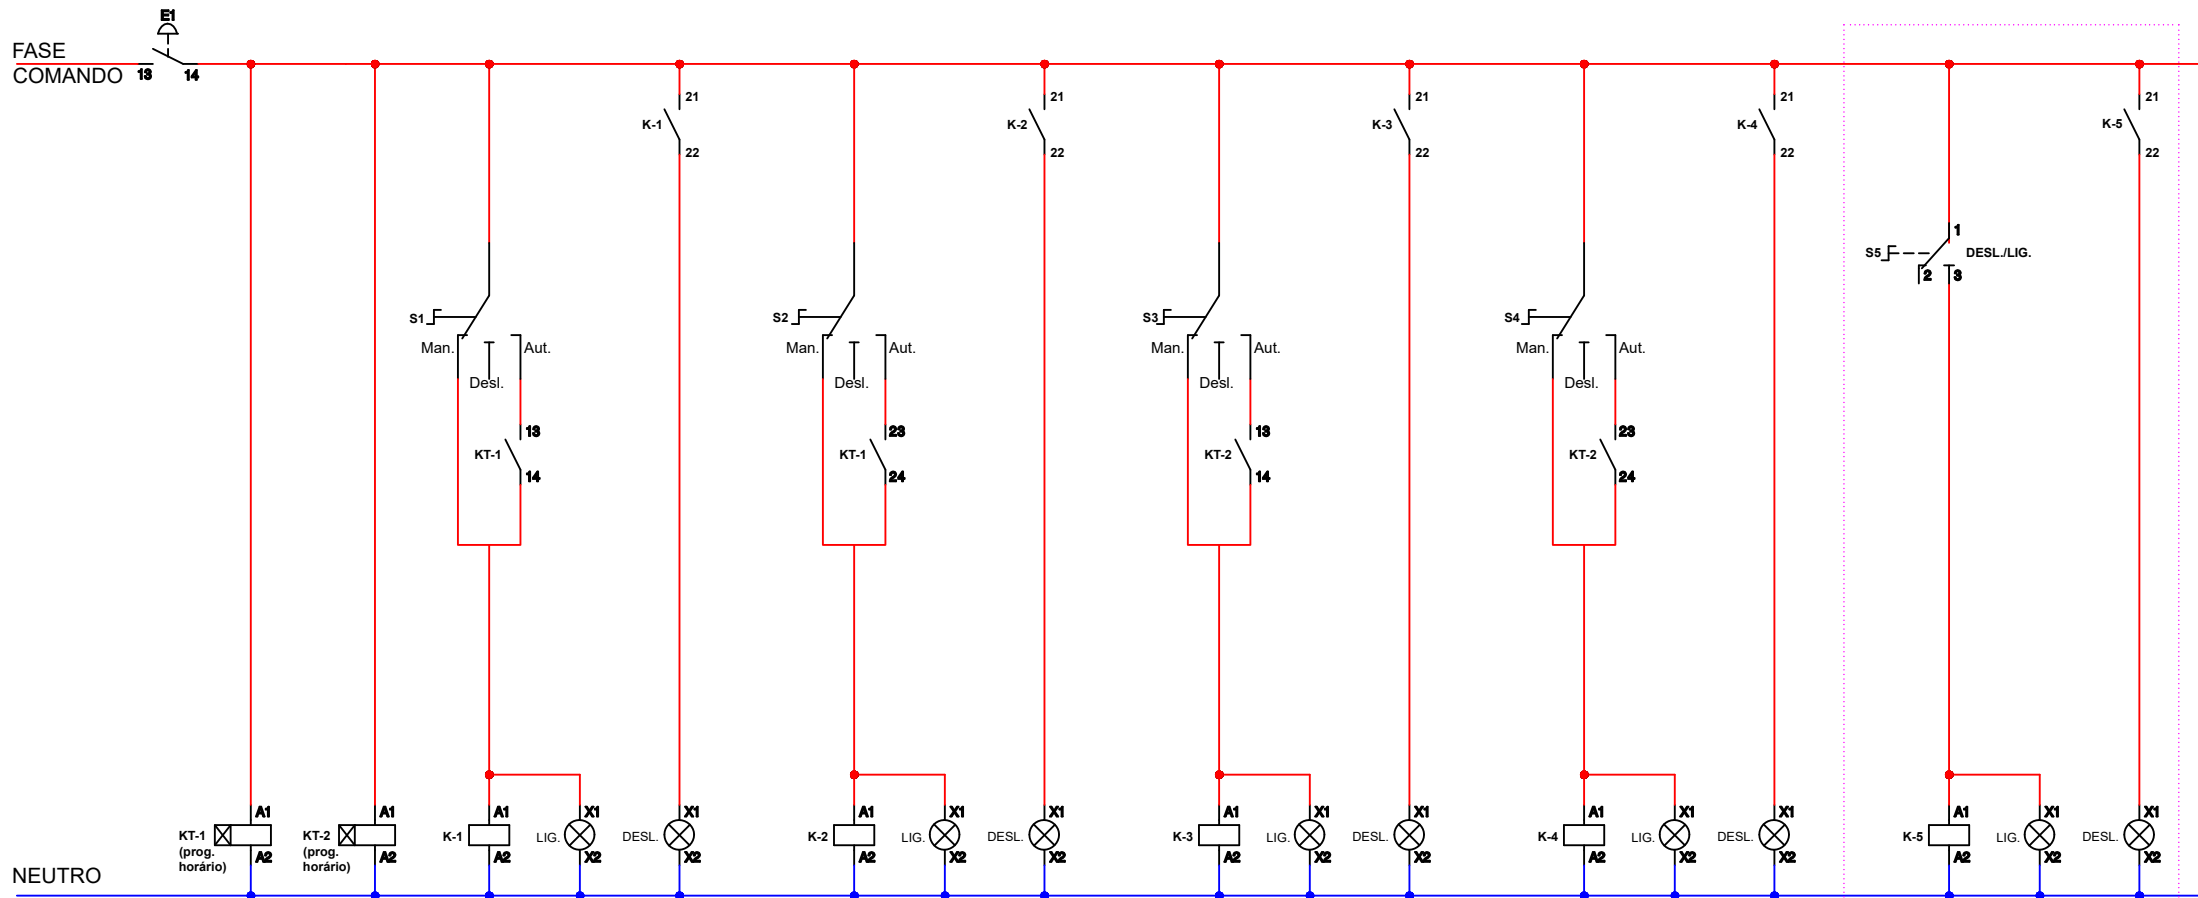 E1
FASE
COMANDO
13
14
21
K-1
22
21
K-2
22
21
K-3
22
21
K-4
22
21
K-5
22
1
S5
DESL./LIG.
2
3
S1
Man.
Aut.
Desl.
S2
Man.
Aut.
Desl.
S3
Man.
Aut.
Desl.
S4
Man.
Aut.
Desl.
13
KT-1
14
23
KT-1
24
13
KT-2
14
23
KT-2
24
A1
KT-1
(prog.
horário)
A2
A1
KT-2
(prog.
horário)
A2
A1
K-1
A2
X1
LIG.
X2
X1
DESL.
X2
A1
K-2
A2
X1
LIG.
X2
X1
DESL.
X2
A1
K-3
A2
X1
LIG.
X2
X1
DESL.
X2
A1
K-4
A2
X1
LIG.
X2
X1
DESL.
X2
A1
K-5
A2
X1
LIG.
X2
X1
DESL.
X2
NEUTRO